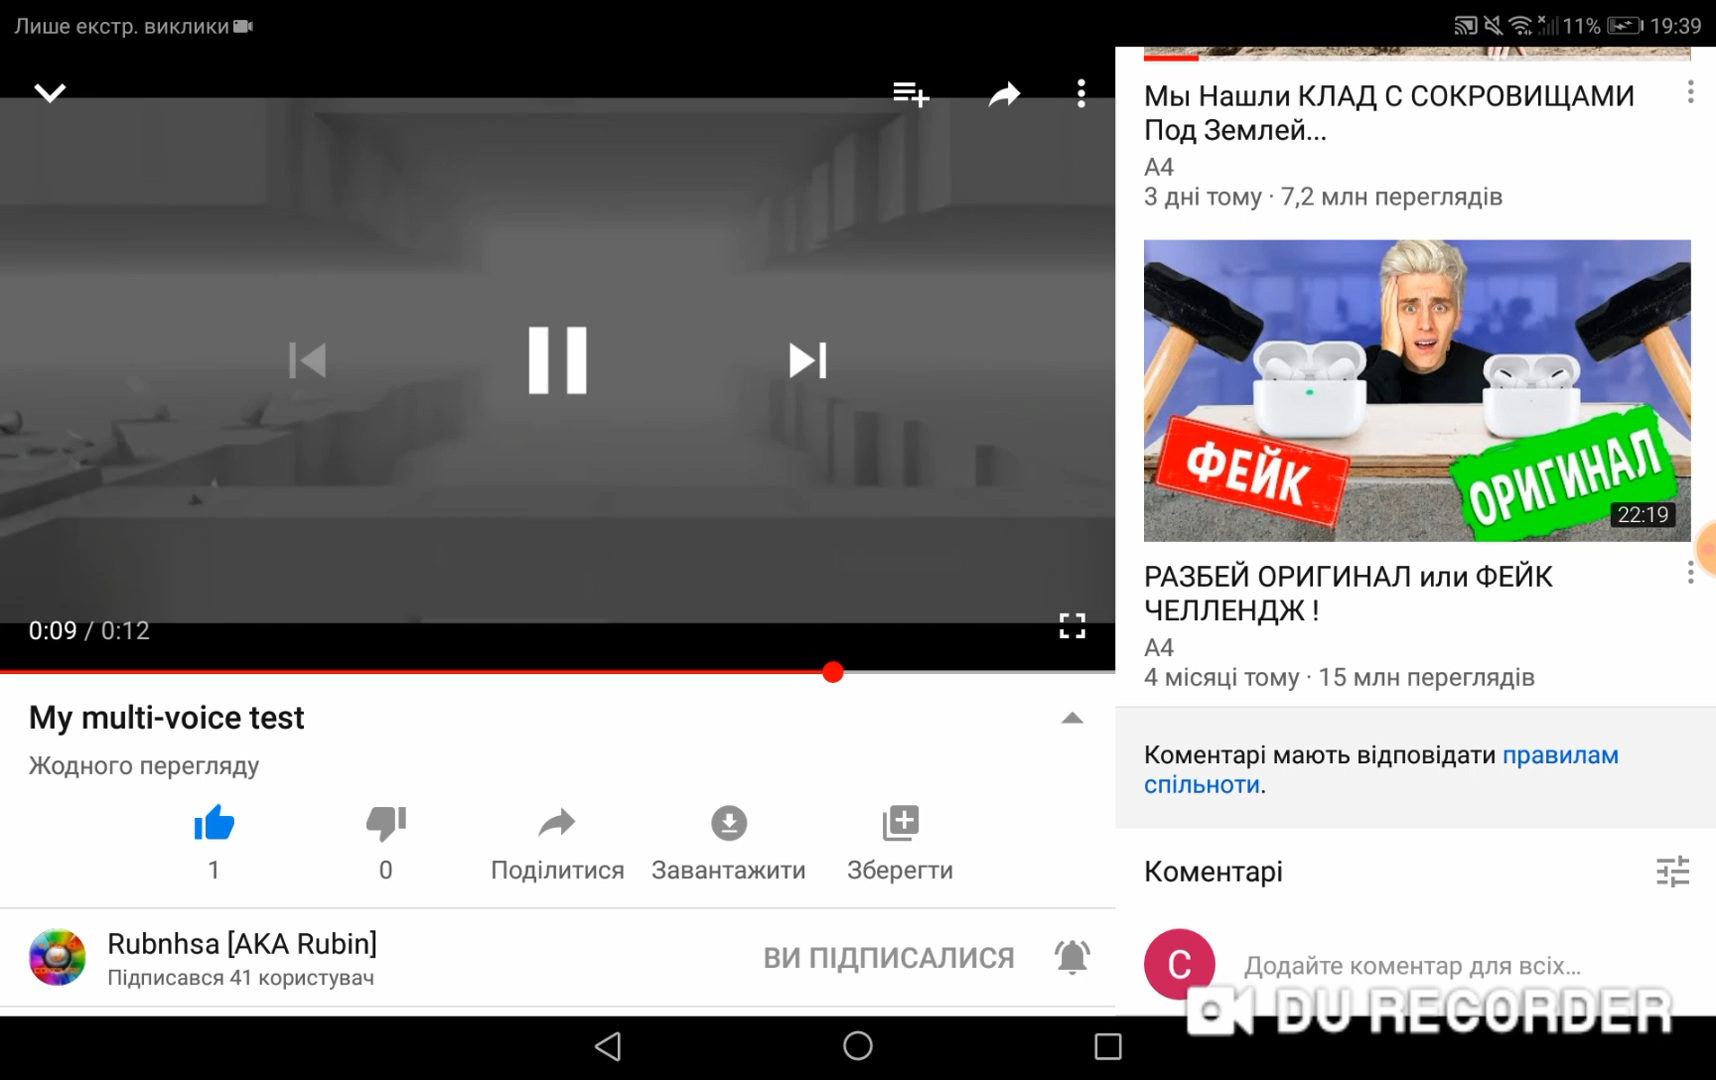 Лише екстр. виклики
11% 19:39
0:09 / 0:12
My multi-voice test
Жодного перегляду
1
0
Поділитися
Завантажити
Зберегти
Rubnhsa [AKA Rubin]
Підписався 41 користувач
ВИ ПІДПИСАЛИСЯ
Мы Нашли КЛАД С СОКРОВИЩАМИ
Под Землей...
A4
3 дні тому · 7,2 млн переглядів
ФЕЙК
ОРИГИНАЛ
22:19
РАЗБЕЙ ОРИГИНАЛ или ФЕЙК
ЧЕЛЛЕНДЖ !
A4
4 місяці тому · 15 млн переглядів
Коментарі мають відповідати правилам
спільноти.
Коментарі
C
Додайте коментар для всіх...
DU RECORDER